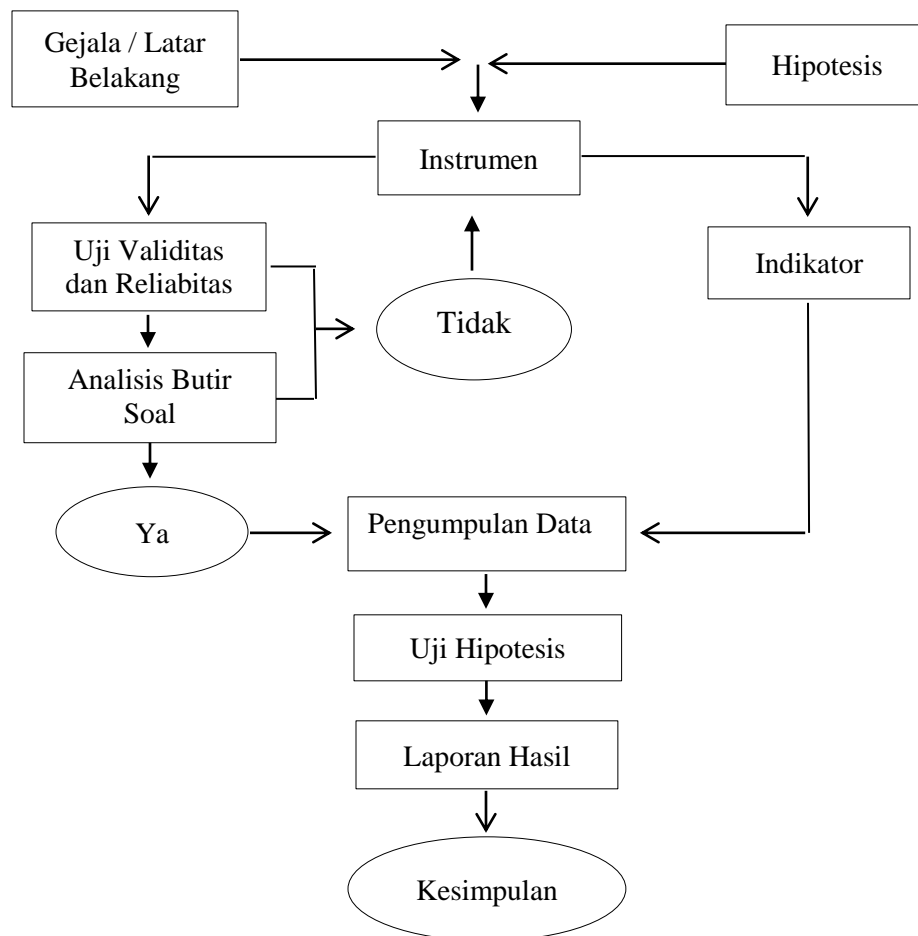 Gejala / Latar
Belakang
Hipotesis
Instrumen
Uji Validitas
dan Reliabitas
Indikator
Tidak
Analisis Butir
Soal
Ya
Pengumpulan Data
Uji Hipotesis
Laporan Hasil
Kesimpulan